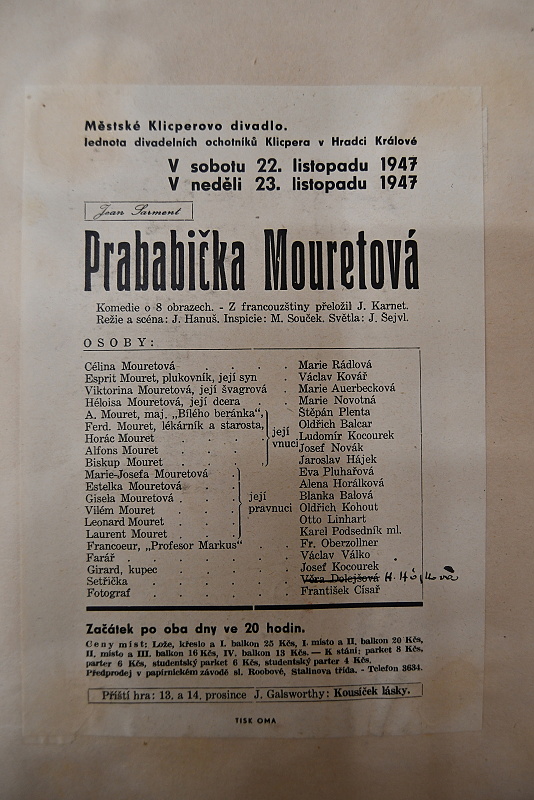 Městské Klicperovo divadlo.
Jednota divadelních ochotníků Klicpera v Hradci Králové
V sobotu 22. listopadu 1947
V neděli 23. listopadu 1947
Jean Sarment
Prababička Mouretová
Komedie o 8 obrazech. - Z francouzštiny přeložil J. Karnet.
Režie a scéna: J. Hanuš. Inspicie: M. Souček. Světla: J. Šejvl.
OSOBY:
Célina Mouretová . . . Marie Rádlová
Esprit Mouret, plukovník, její syn . Václav Kovář
Viktorina Mouretová, její švagrová . Marie Auerbecková
Héloisa Mouretová, její dcera . . Marie Novotná
A. Mouret, maj. „Bílého beránka", Štěpán Plenta
Ferd. Mouret, lékárník a starosta, Oldřich Balcar
Horác Mouret . . . její Ludomír Kocourek
Alfons Mouret . . . vnuci Josef Novák
Biskup Mouret . . . Jaroslav Hájek
Marie-Josefa Mouretová . Eva Pluhařová
Estelka Mouretová . . Alena Horálková
Gisela Mouretová . . . její Blanka Balová
Vilém Mouret . . . pravnuci Oldřich Kohout
Leonard Mouret . . . Otto Linhart
Laurent Mouret . . . Karel Podsedník ml.
Francoeur, „Profesor Markus" . . Fr. Oberzollner
Farář . . . . . Václav Válko
Girard, kupec . . . . Josef Kocourek
Setřička . . . . . Věra Dolejšová
Fotograf . . . . . František Císař
Začátek po oba dny ve 20 hodin.
Ceny míst: Lože, křeslo a I. balkon 25 Kčs, I. místo a II. balkon 20 Kčs,
II. místo a III. balkon 16 Kčs, IV. balkon 13 Kčs. — K stání: parket 8 Kčs,
parter 6 Kčs, studentský parket 6 Kčs, studentský parter 4 Kčs.
Předprodej v papírnickém závodě sl. Roobové, Stalinova třída. - Telefon 3634.
Příští hra: 13. a 14. prosince J. Galsworthy: Kousíček lásky.
TISK OMA